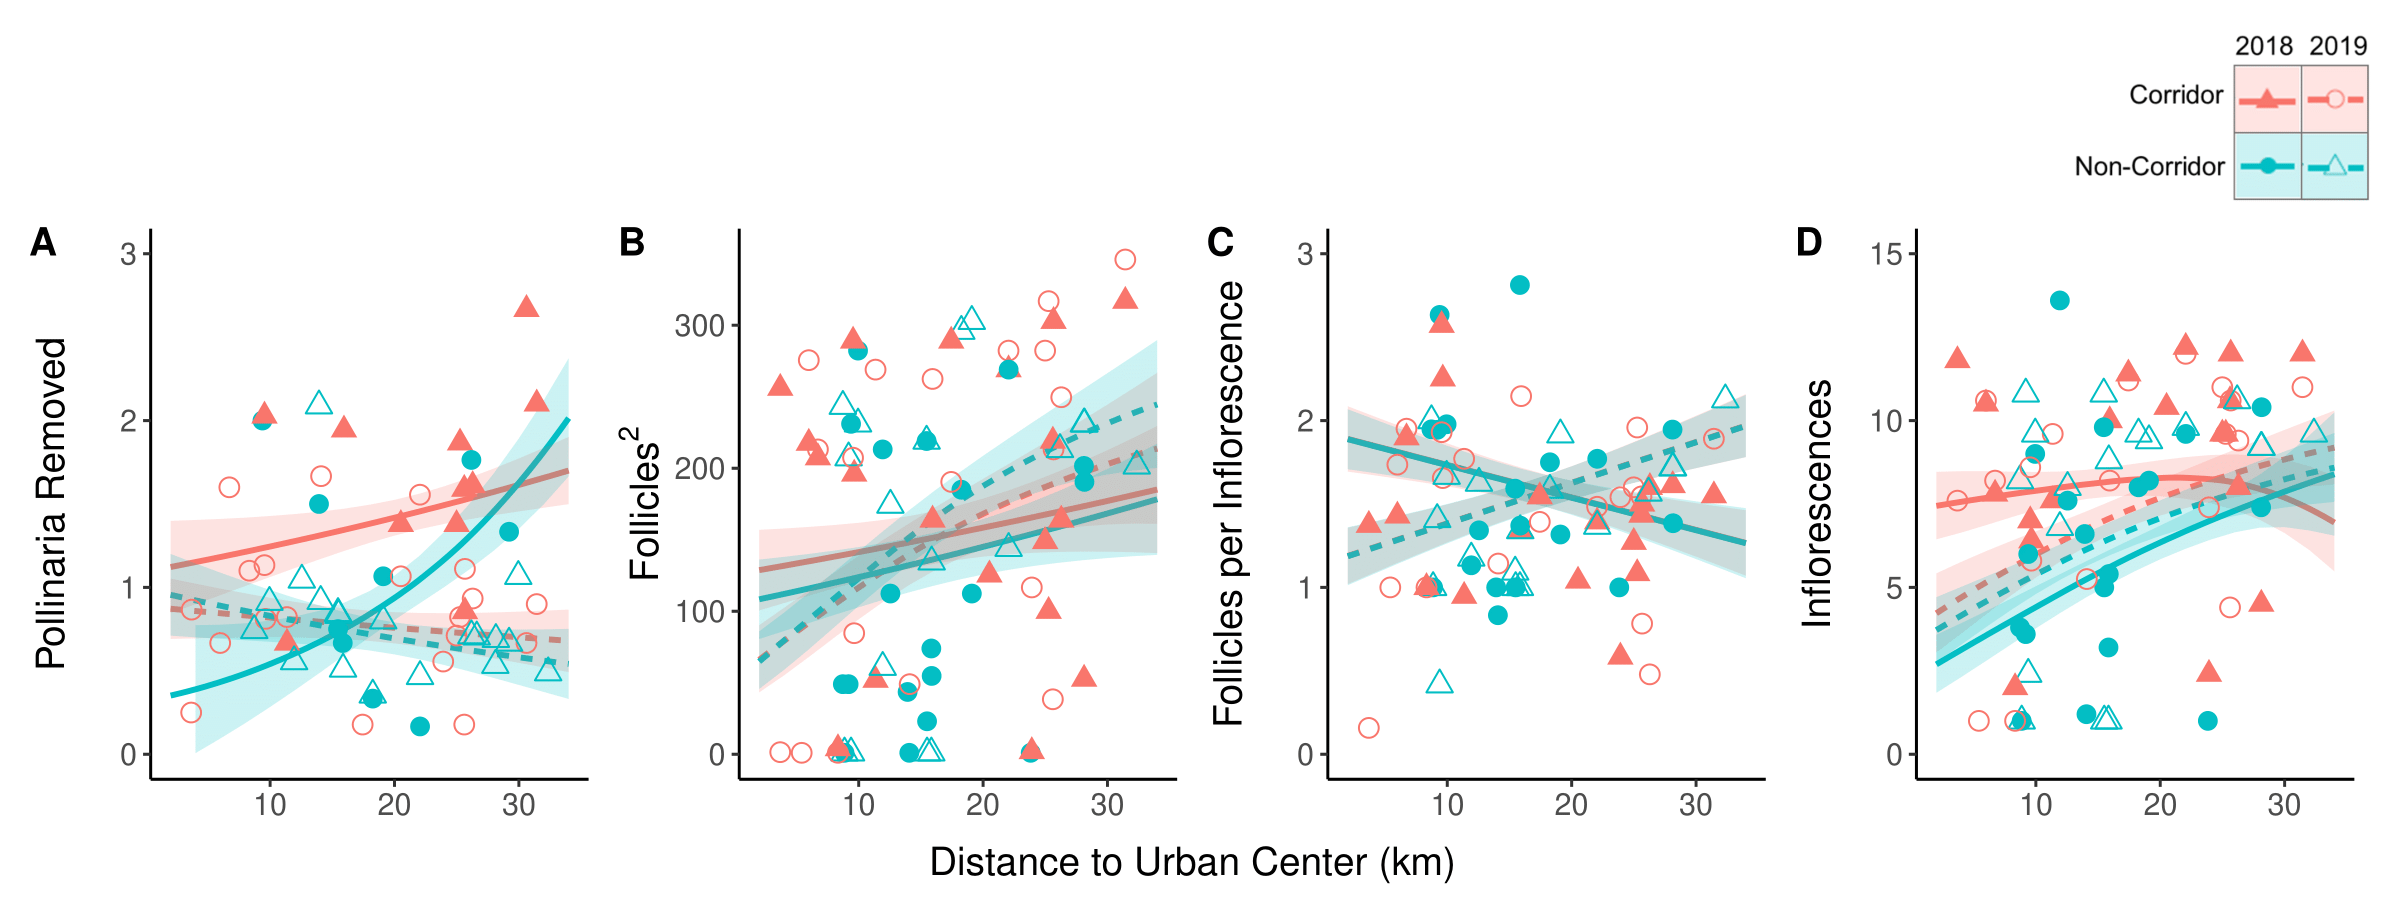 2018 2019
Corridor
Non-Corridor
A
Pollinaria Removed
3
2
1
0
10 20 30
B
Follicles²
300
200
100
0
10 20 30
C
Follicles per Inflorescence
3
2
1
0
10 20 30
D
Inflorescences
15
10
5
0
10 20 30
Distance to Urban Center (km)